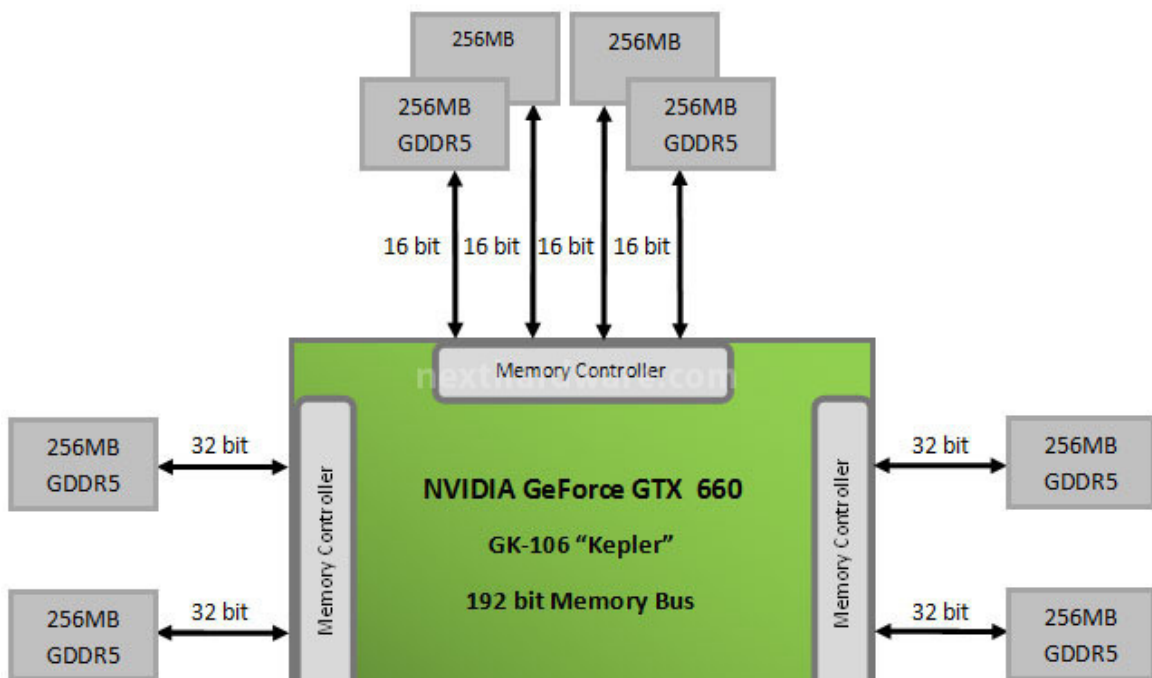 256MB
256MB
256MB
GDDR5
256MB
GDDR5
16 bit
16 bit
16 bit
16 bit
Memory Controller
nexthardware.com
256MB
GDDR5
32 bit
32 bit
256MB
GDDR5
Memory Controller
NVIDIA GeForce GTX 660
GK-106 “Kepler”
192 bit Memory Bus
Memory Controller
256MB
GDDR5
32 bit
32 bit
256MB
GDDR5